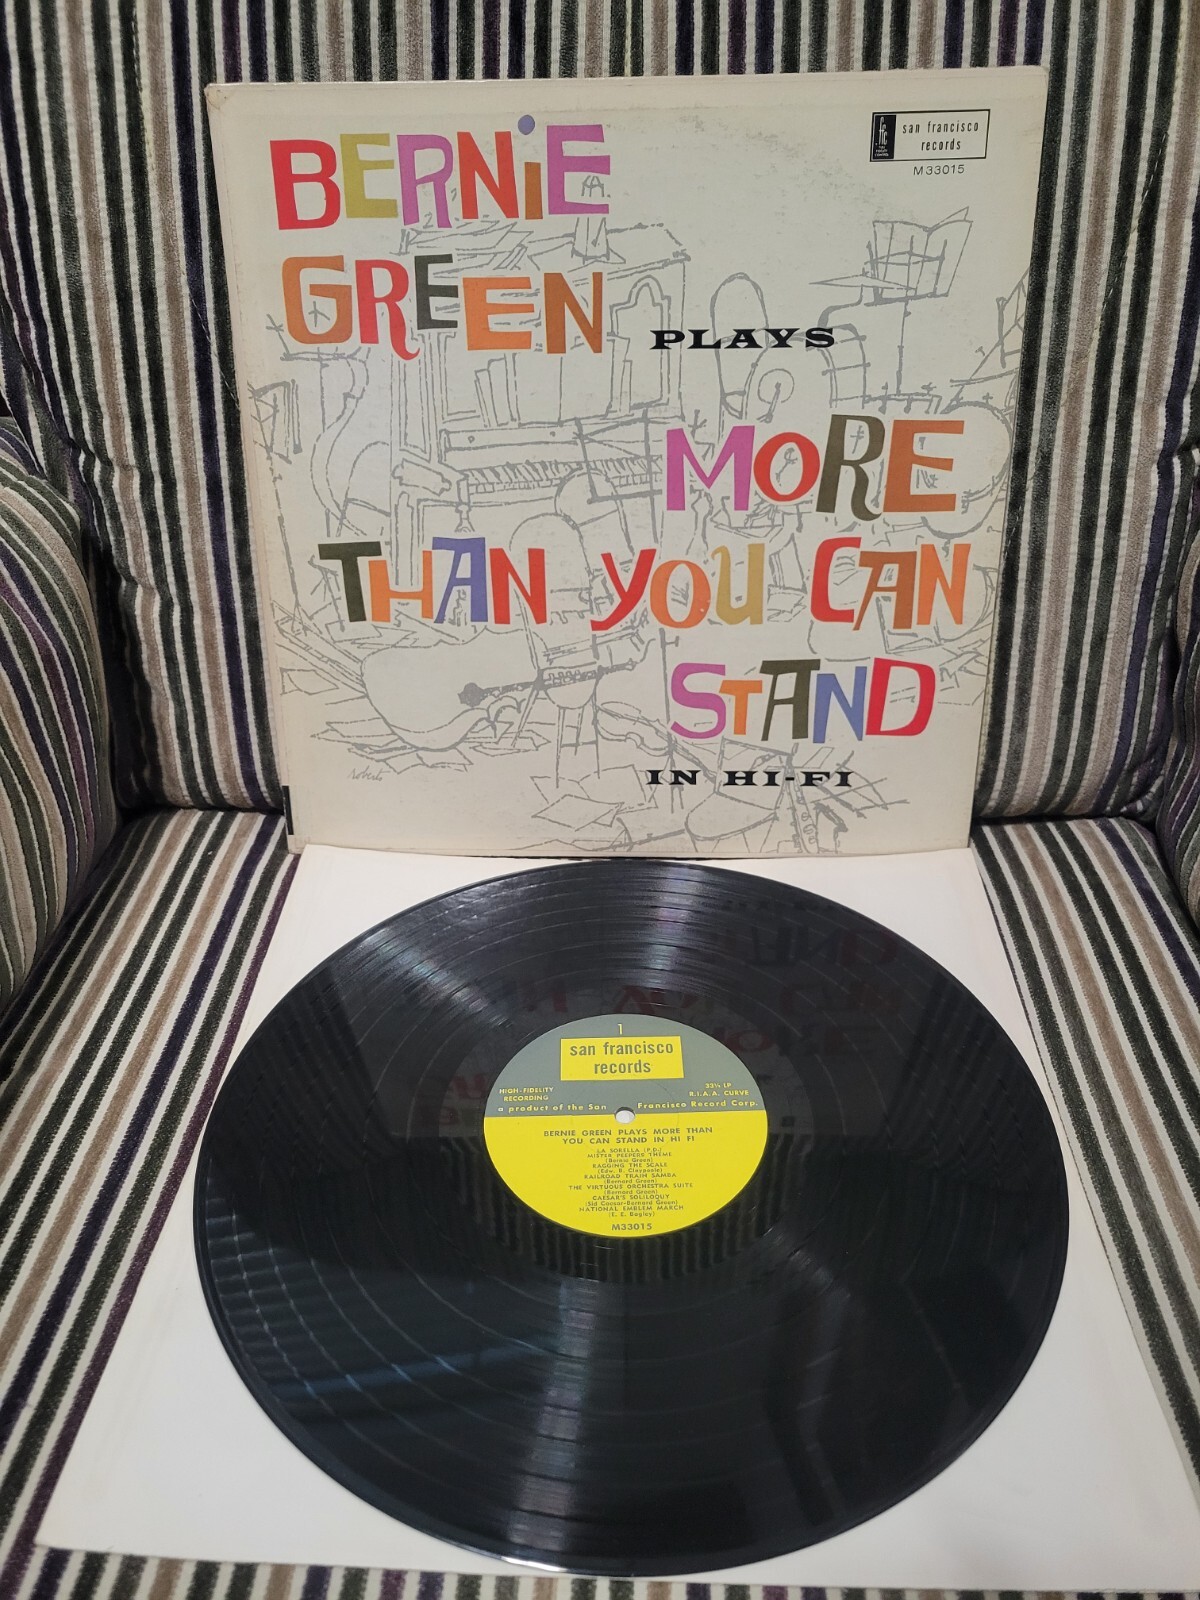 BERNiE
GREEN
PLAYS
MORE
THAN YOU CAN
STAND
IN HI-FI
san francisco
records
M33015
roberts
1
san francisco
records
HIGH-FIDELITY
RECORDING
33⅓ LP
R.I.A.A. CURVE
a product of the San Francisco Record Corp.
BERNIE GREEN PLAYS MORE THAN
YOU CAN STAND IN HI FI
LA SORELLA (P.D.)
MISTER PEEPERS THEME
(Bernie Green)
RAGGING THE SCALE
(Edw. B. Claypoole)
RAILROAD TRAIN SAMBA
(Bernard Green)
THE VIRTUOUS ORCHESTRA SUITE
(Bernard Green)
CAESAR'S SOLILOQUY
(Sid Caesar-Bernard Green)
NATIONAL EMBLEM MARCH
(E. E. Bagley)
M33015